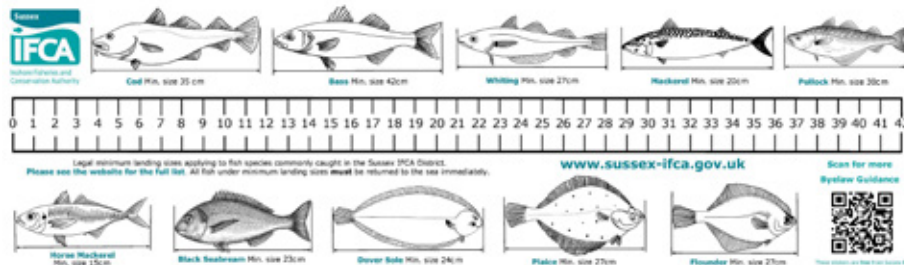 Sussex
IFCA
Inshore Fisheries and
Conservation Authority
Cod Min. size 35 cm
Bass Min. size 42cm
Whiting Min. size 27cm
Mackerel Min. size 20cm
Pollock Min. size 30cm
0 1 2 3 4 5 6 7 8 9 10 11 12 13 14 15 16 17 18 19 20 21 22 23 24 25 26 27 28 29 30 31 32 33 34 35 36 37 38 39 40 41 42
Legal minimum landing sizes applying to fish species commonly caught in the Sussex IFCA District.
Please see the website for the full list. All fish under minimum landing sizes must be returned to the sea immediately.
www.sussex-ifca.gov.uk
Scan for more
Byelaw Guidance
Horse Mackerel
Min. size 15cm
Black Seabream Min. size 23cm
Dover Sole Min. size 24cm
Plaice Min. size 27cm
Flounder Min. size 27cm